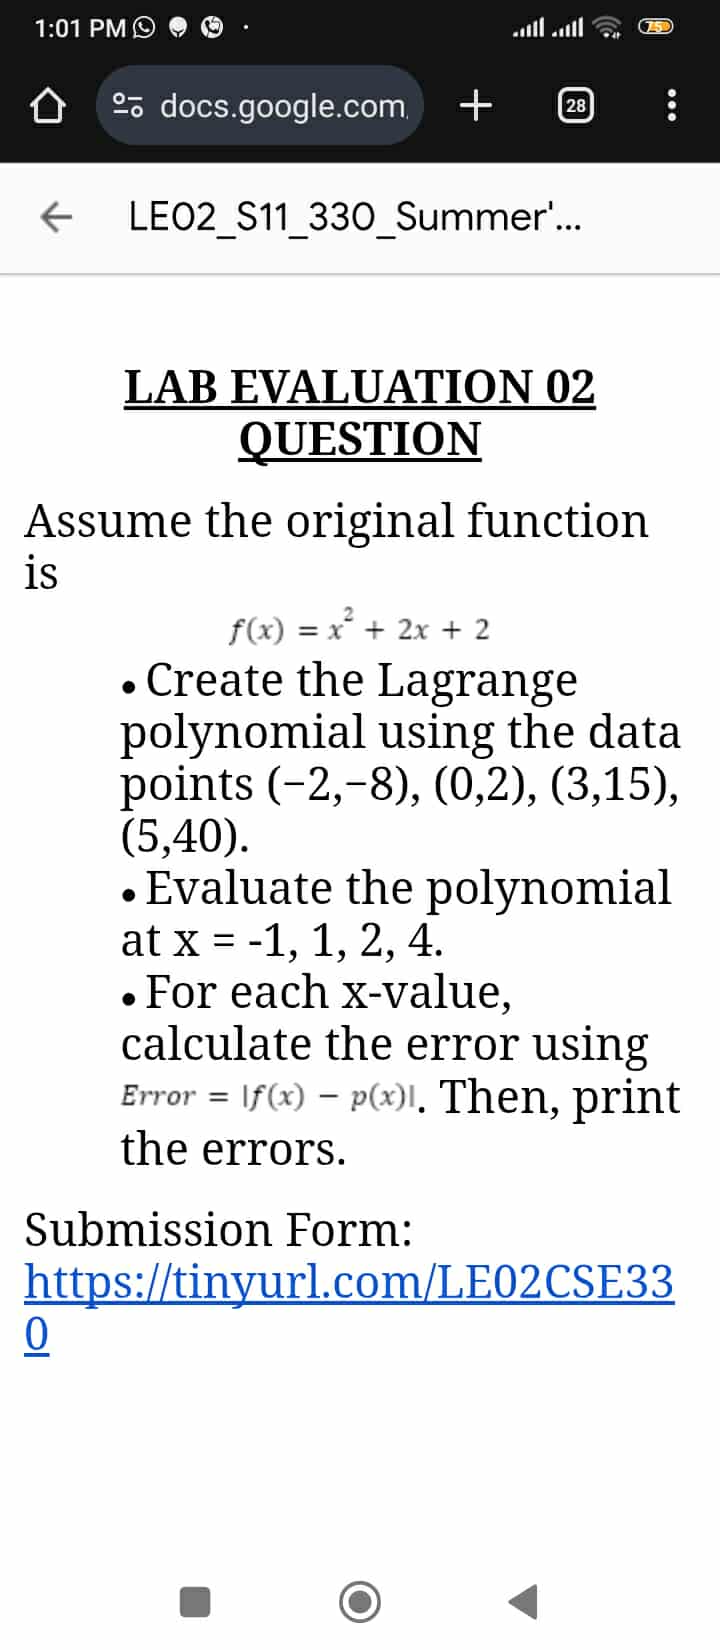 1:01 PM
75
docs.google.com
28
LE02_S11_330_Summer'...
LAB EVALUATION 02
QUESTION
Assume the original function
is
f(x) = x² + 2x + 2
• Create the Lagrange
polynomial using the data
points (−2,−8), (0,2), (3,15),
(5,40).
• Evaluate the polynomial
at x = -1, 1, 2, 4.
• For each x-value,
calculate the error using
Error = |f(x) − p(x)|. Then, print
the errors.
Submission Form:
https://tinyurl.com/LE02CSE33
0